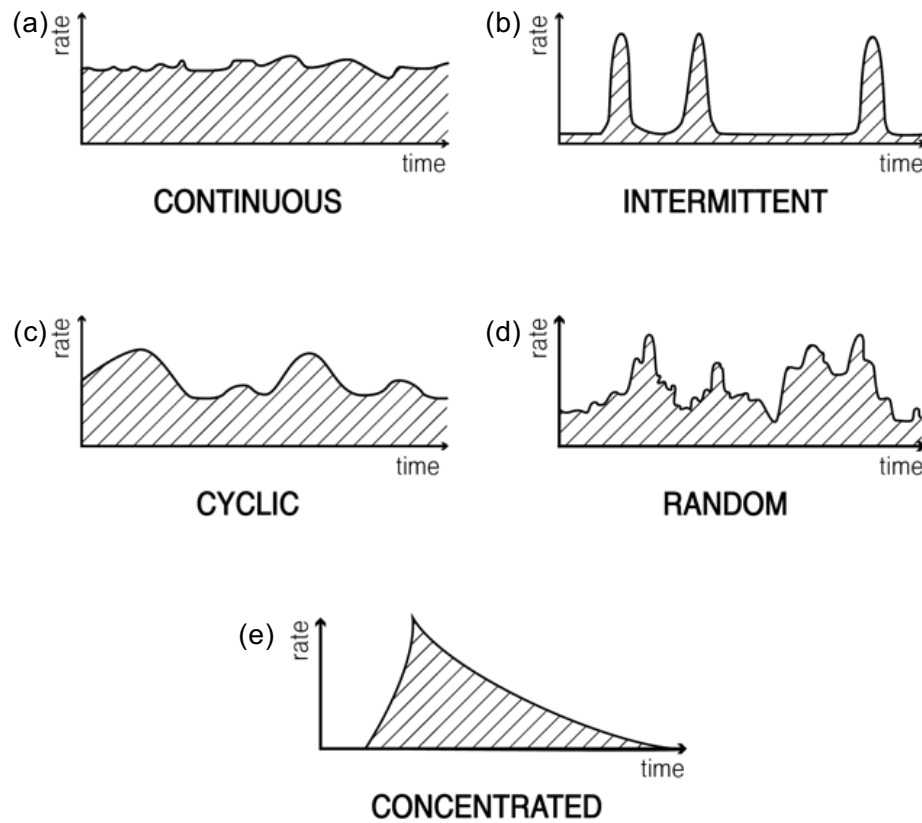 (a)
rate
time
CONTINUOUS
(b)
rate
time
INTERMITTENT
(c)
rate
time
CYCLIC
(d)
rate
time
RANDOM
(e)
rate
time
CONCENTRATED